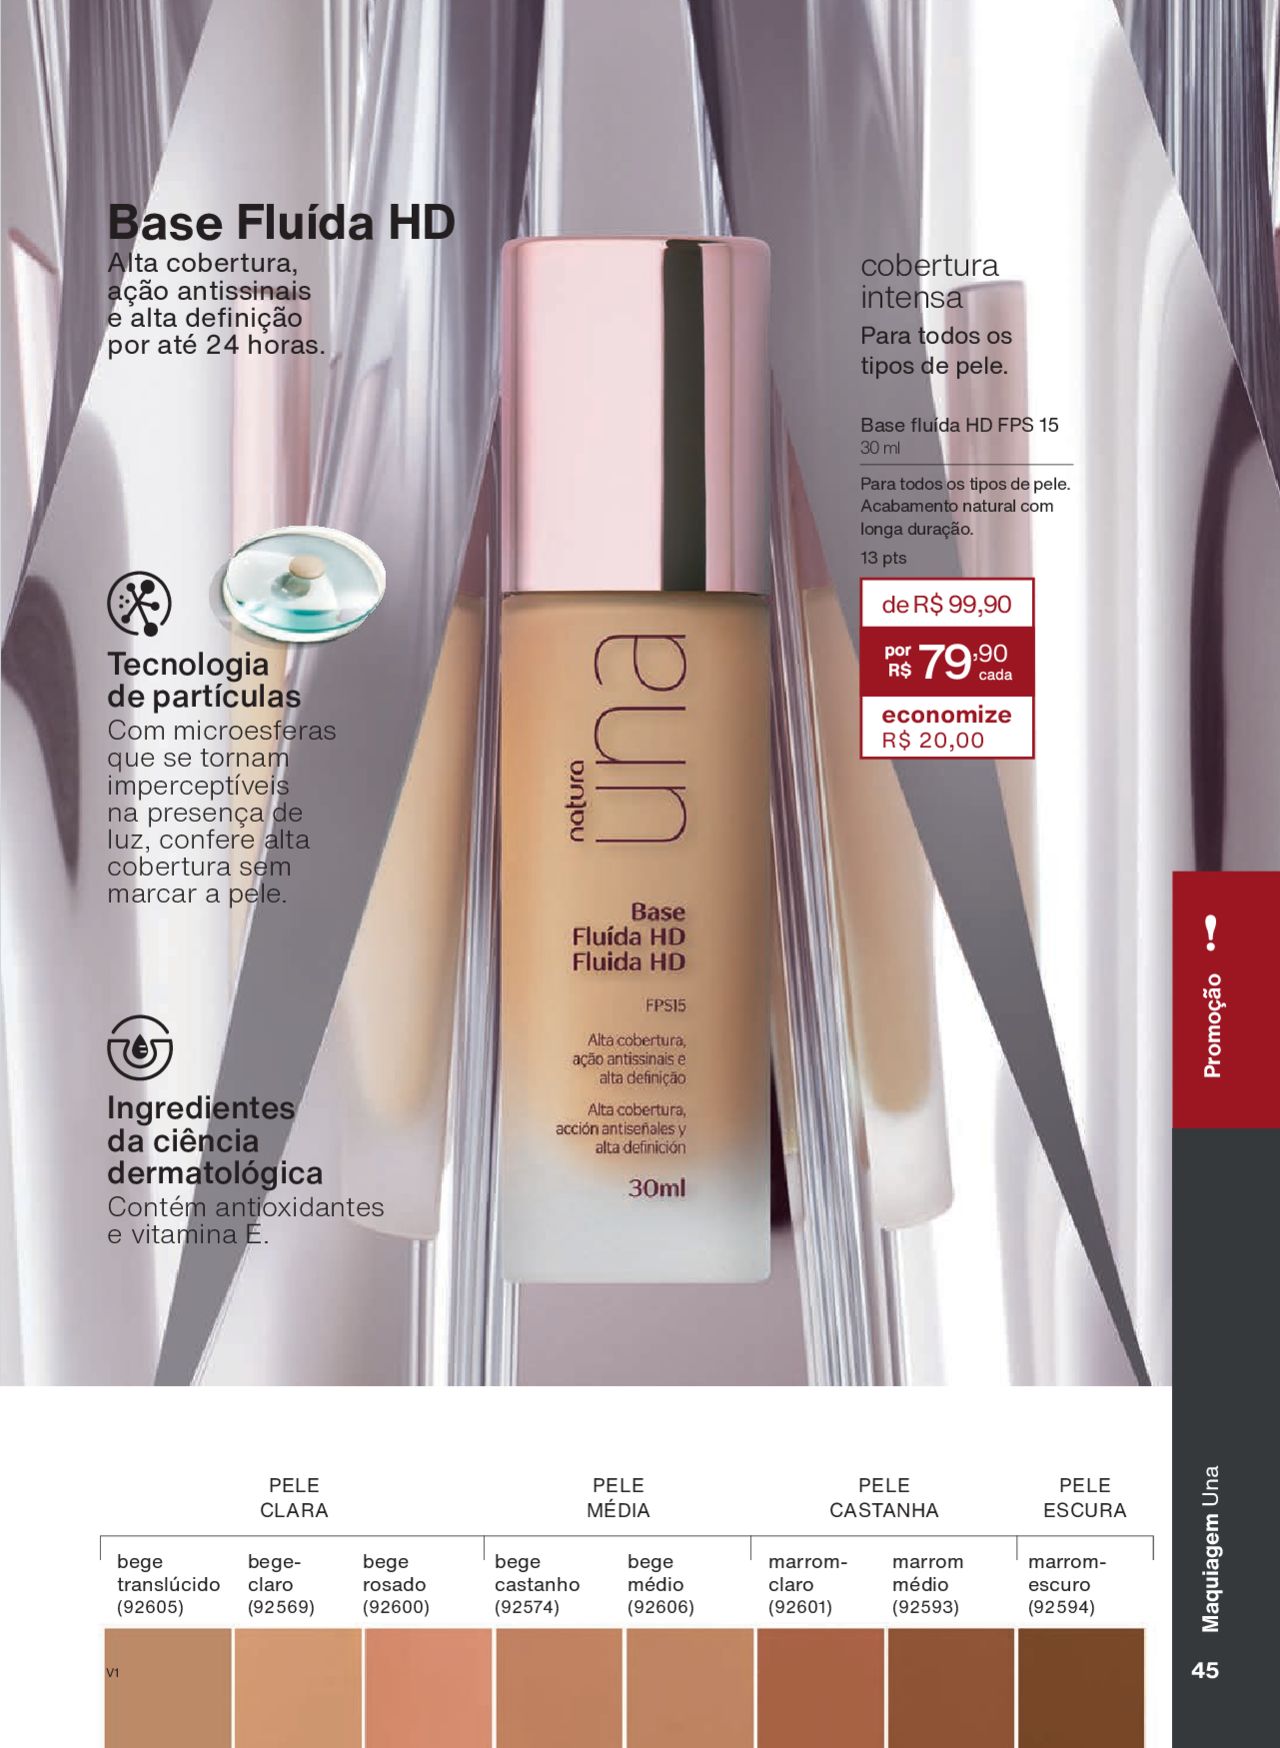 Base Fluída HD
Alta cobertura,
ação antissinais
e alta definição
por até 24 horas.
cobertura
intensa
Para todos os
tipos de pele.
Base fluída HD FPS 15
30 ml
Para todos os tipos de pele.
Acabamento natural com
longa duração.
13 pts
de R$ 99,90
por R$ 79,90 cada
economize
R$ 20,00
Tecnologia
de partículas
Com microesferas
que se tornam
imperceptíveis
na presença de
luz, confere alta
cobertura sem
marcar a pele.
Ingredientes
da ciência
dermatológica
Contém antioxidantes
e vitamina E.
natura
una
Base
Fluída HD
Fluida HD
FPS15
Alta cobertura,
ação antissinais e
alta definição
Alta cobertura,
acción antiseñales y
alta definición
30ml
Promoção !
Maquiagem Una
45
PELE
CLARA
PELE
MÉDIA
PELE
CASTANHA
PELE
ESCURA
bege
translúcido
(92605)
bege-
claro
(92569)
bege
rosado
(92600)
bege
castanho
(92574)
bege
médio
(92606)
marrom-
claro
(92601)
marrom
médio
(92593)
marrom-
escuro
(92594)
V1